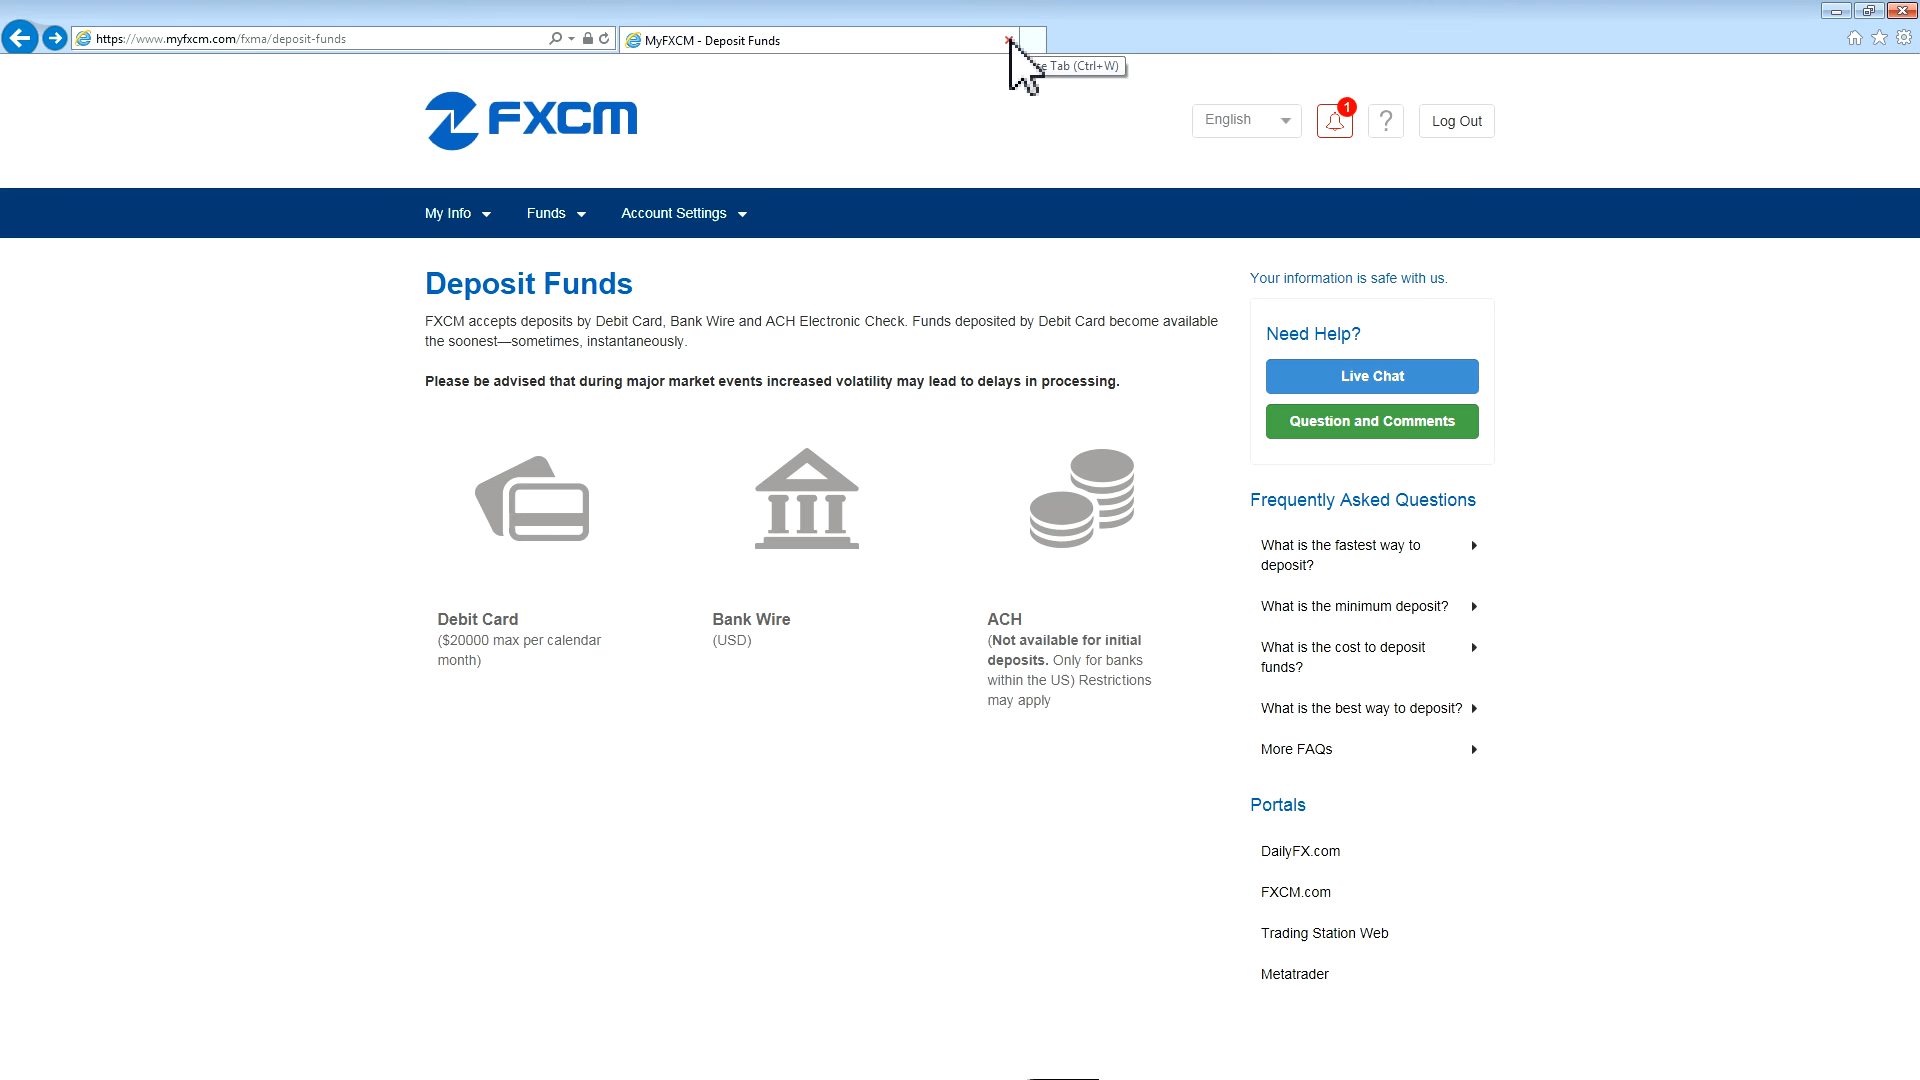 https://www.myfxcm.com/fxma/deposit-funds
MyFXCM - Deposit Funds
Tab (Ctrl+W)
FXCM
English
1
?
Log Out
My Info
Funds
Account Settings
Deposit Funds
FXCM accepts deposits by Debit Card, Bank Wire and ACH Electronic Check. Funds deposited by Debit Card become available
the soonest—sometimes, instantaneously.
Please be advised that during major market events increased volatility may lead to delays in processing.
Debit Card
($20000 max per calendar
month)
Bank Wire
(USD)
ACH
(Not available for initial
deposits. Only for banks
within the US) Restrictions
may apply
Your information is safe with us.
Need Help?
Live Chat
Question and Comments
Frequently Asked Questions
What is the fastest way to
deposit?
What is the minimum deposit?
What is the cost to deposit
funds?
What is the best way to deposit?
More FAQs
Portals
DailyFX.com
FXCM.com
Trading Station Web
Metatrader